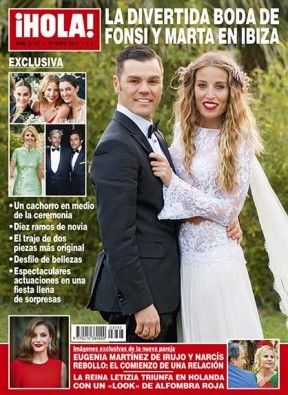 ¡HOLA!
LA DIVERTIDA BODA DE
FONSI Y MARTA EN IBIZA
EXCLUSIVA
• Un cachorro en medio
de la ceremonia
• Diez ramos de novia
• El traje de dos
piezas más original
• Desfile de bellezas
• Espectaculares
actuaciones en una
fiesta llena
de sorpresas
Imágenes exclusivas de la nueva pareja
EUGENIA MARTÍNEZ DE IRUJO Y NARCÍS
REBOLLO: EL COMIENZO DE UNA RELACIÓN
LA REINA LETIZIA TRIUNFA EN HOLANDA
CON UN «LOOK» DE ALFOMBRA ROJA